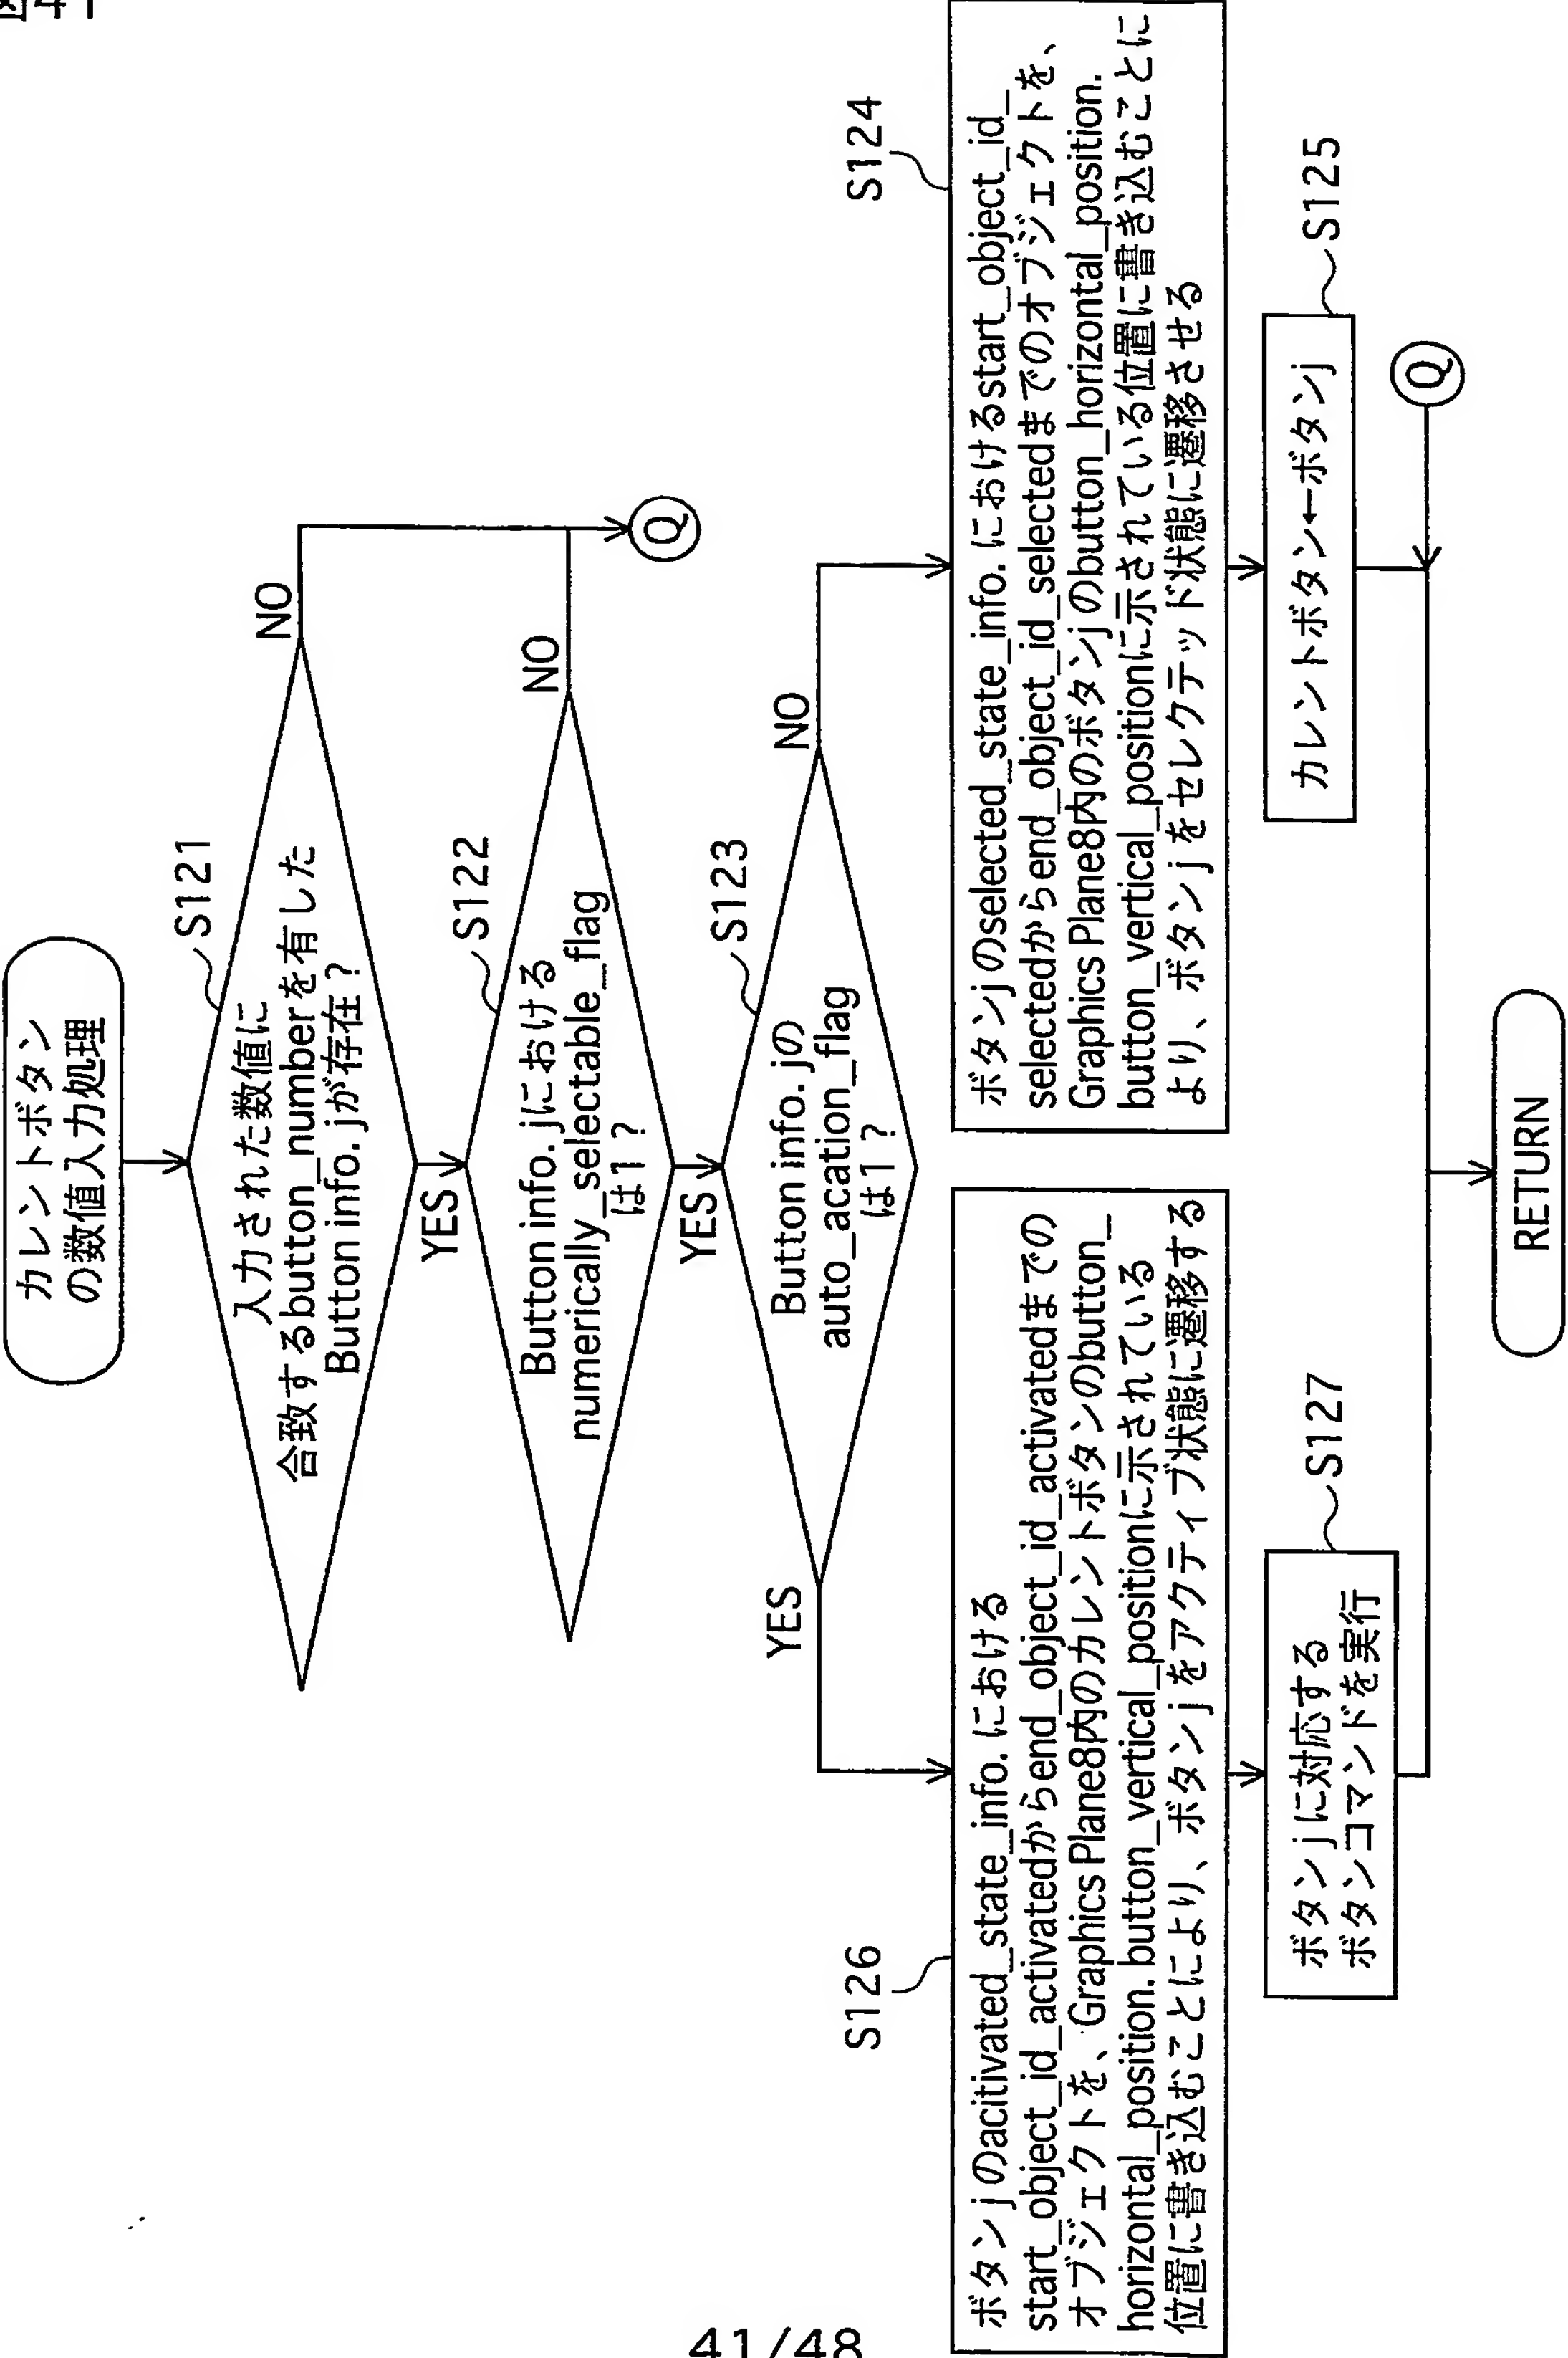 図41
カレントボタン
の数値入力処理
S121
入力された数値に
合致するbutton_numberを有した
Button info. jが存在?
NO
YES
S122
Button info. jにおける
numerically_selectable_flag
は1?
NO
Q
YES
S123
Button info. jの
auto_acation_flag
は1?
YES
NO
S126
ボタンjのacitivated_state_info. における
start_object_id_activatedからend_object_id_activatedまでの
オブジェクトを、Graphics Plane8内のカレントボタンのbutton_
horizontal_position. button_vertical_positionに示されている
位置に書き込むことにより、ボタンjをアクティブ状態に遷移する
S124
ボタンjのselected_state_info. におけるstart_object_id_
selectedからend_object_id_selectedまでのオブジェクトを、
Graphics Plane8内のボタンjのbutton_horizontal_position.
button_vertical_positionに示されている位置に書き込むことに
より、ボタンjをセレクテッド状態に遷移させる
S127
ボタンjに対応する
ボタンコマンドを実行
S125
カレントボタン←ボタンj
Q
RETURN
41/48